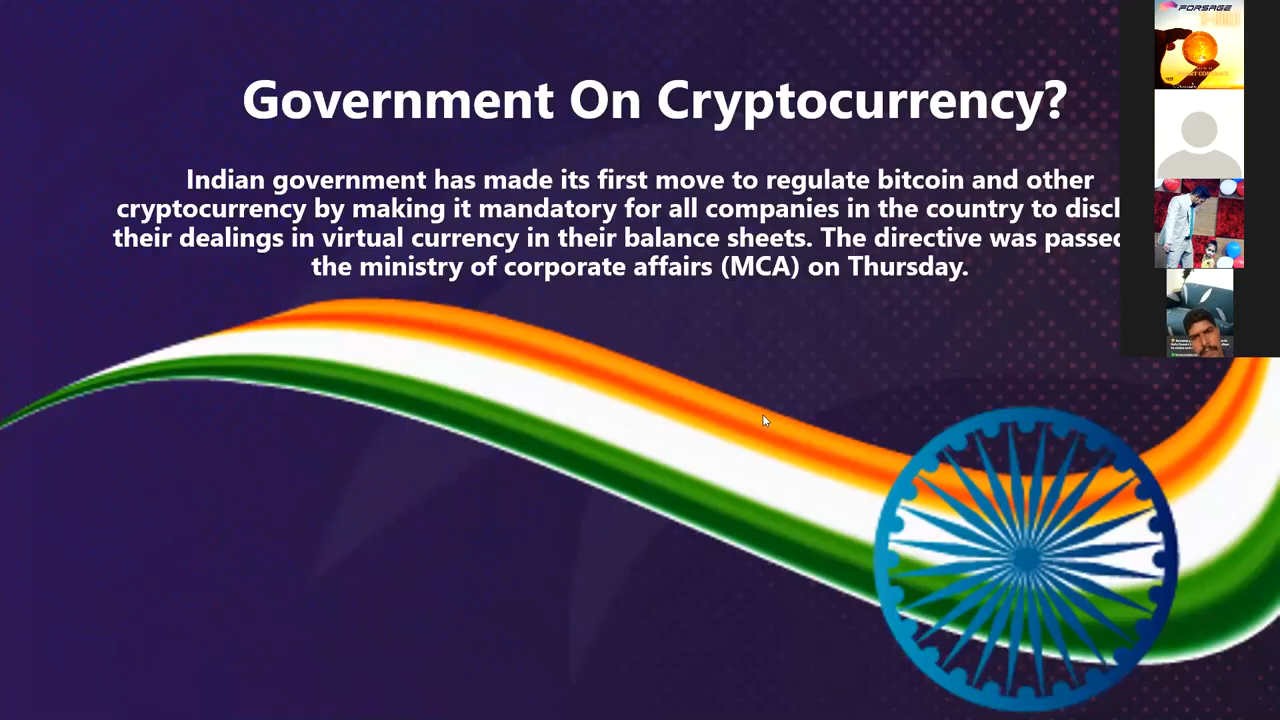 Government On Cryptocurrency?
Indian government has made its first move to regulate bitcoin and other
cryptocurrency by making it mandatory for all companies in the country to discl
their dealings in virtual currency in their balance sheets. The directive was passed
the ministry of corporate affairs (MCA) on Thursday.
FORSAGE